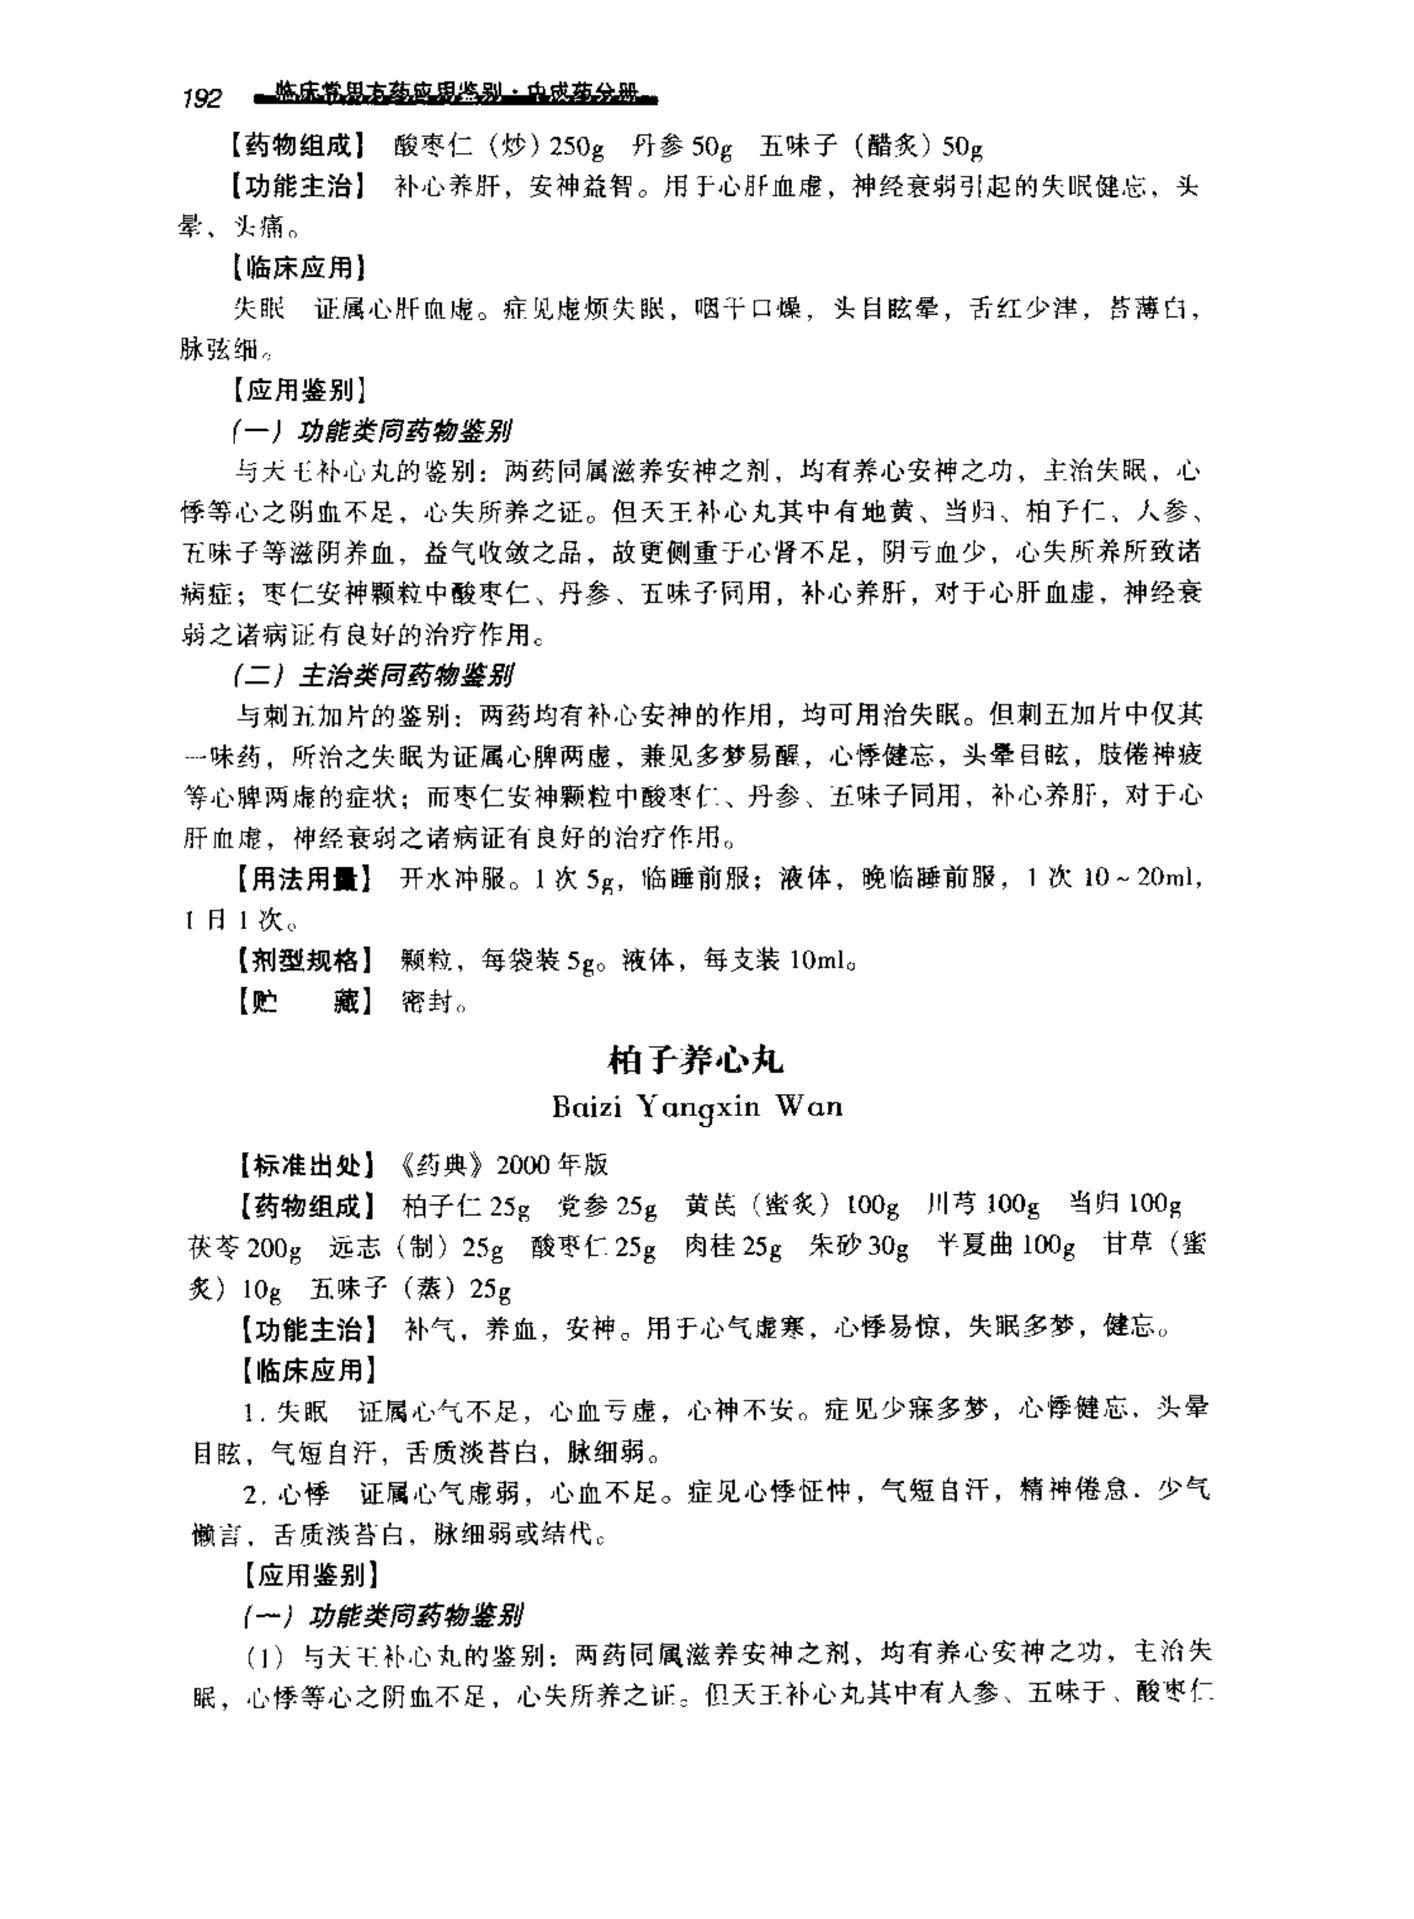 192 临床常用方药应用鉴别·中成药分册
【药物组成】 酸枣仁（炒）250g 丹参 50g 五味子（醋炙）50g
【功能主治】 补心养肝，安神益智。用于心肝血虚，神经衰弱引起的失眠健忘，头
晕、头痛。
【临床应用】
失眠 证属心肝血虚。症见虚烦失眠，咽干口燥，头目眩晕，舌红少津，苔薄白，
脉弦细。
【应用鉴别】
（一）功能类同药物鉴别
与天王补心丸的鉴别：两药同属滋养安神之剂，均有养心安神之功，主治失眠，心
悸等心之阴血不足，心失所养之证。但天王补心丸其中有地黄、当归、柏子仁、人参、
五味子等滋阴养血，益气收敛之品，故更侧重于心肾不足，阴亏血少，心失所养所致诸
病症；枣仁安神颗粒中酸枣仁、丹参、五味子同用，补心养肝，对于心肝血虚，神经衰
弱之诸病证有良好的治疗作用。
（二）主治类同药物鉴别
与刺五加片的鉴别：两药均有补心安神的作用，均可用治失眠。但刺五加片中仅其
一味药，所治之失眠为证属心脾两虚，兼见多梦易醒，心悸健忘，头晕目眩，肢倦神疲
等心脾两虚的症状；而枣仁安神颗粒中酸枣仁、丹参、五味子同用，补心养肝，对于心
肝血虚，神经衰弱之诸病证有良好的治疗作用。
【用法用量】 开水冲服。1 次 5g，临睡前服；液体，晚临睡前服，1 次 10～20ml，
1 日 1 次。
【剂型规格】 颗粒，每袋装 5g。液体，每支装 10ml。
【贮 藏】 密封。
柏子养心丸
Baizi Yangxin Wan
【标准出处】《药典》2000 年版
【药物组成】 柏子仁 25g 党参 25g 黄芪（蜜炙）100g 川芎 100g 当归 100g
茯苓 200g 远志（制）25g 酸枣仁 25g 肉桂 25g 朱砂 30g 半夏曲 100g 甘草（蜜
炙）10g 五味子（蒸）25g
【功能主治】 补气，养血，安神。用于心气虚寒，心悸易惊，失眠多梦，健忘。
【临床应用】
1. 失眠 证属心气不足，心血亏虚，心神不安。症见少寐多梦，心悸健忘，头晕
目眩，气短自汗，舌质淡苔白，脉细弱。
2. 心悸 证属心气虚弱，心血不足。症见心悸怔忡，气短自汗，精神倦怠．少气
懒言，舌质淡苔白，脉细弱或结代。
【应用鉴别】
（一）功能类同药物鉴别
（1）与天王补心丸的鉴别：两药同属滋养安神之剂，均有养心安神之功，主治失
眠，心悸等心之阴血不足，心失所养之证。但天王补心丸其中有人参、五味子、酸枣仁